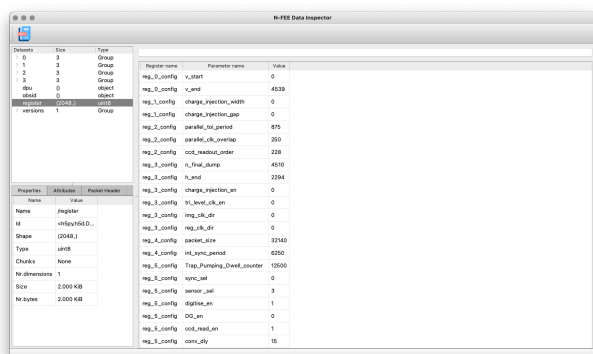 N-FEE Data Inspector
Datasets Size Type
0 3 Group
1 3 Group
2 3 Group
3 3 Group
dpu () object
obsid () object
register (2048,) uint8
versions 1 Group
Properties Attributes Packet Header
Name Value
Name /register
Id <h5py.h5d.D...
Shape (2048,)
Type uint8
Chunks None
Nr.dimensions 1
Size 2.000 KiB
Nr.bytes 2.000 KiB
Register name Parameter name Value
reg_0_config v_start 0
reg_0_config v_end 4539
reg_1_config charge_injection_width 0
reg_1_config charge_injection_gap 0
reg_2_config parallel_toi_period 875
reg_2_config parallel_clk_overlap 250
reg_2_config ccd_readout_order 228
reg_3_config n_final_dump 4510
reg_3_config h_end 2294
reg_3_config charge_injection_en 0
reg_3_config tri_level_clk_en 0
reg_3_config img_clk_dir 0
reg_3_config reg_clk_dir 0
reg_4_config packet_size 32140
reg_4_config int_sync_period 6250
reg_5_config Trap_Pumping_Dwell_counter 12500
reg_5_config sync_sel 0
reg_5_config sensor_sel 3
reg_5_config digitise_en 1
reg_5_config DG_en 0
reg_5_config ccd_read_en 1
reg_5_config conv_dly 15